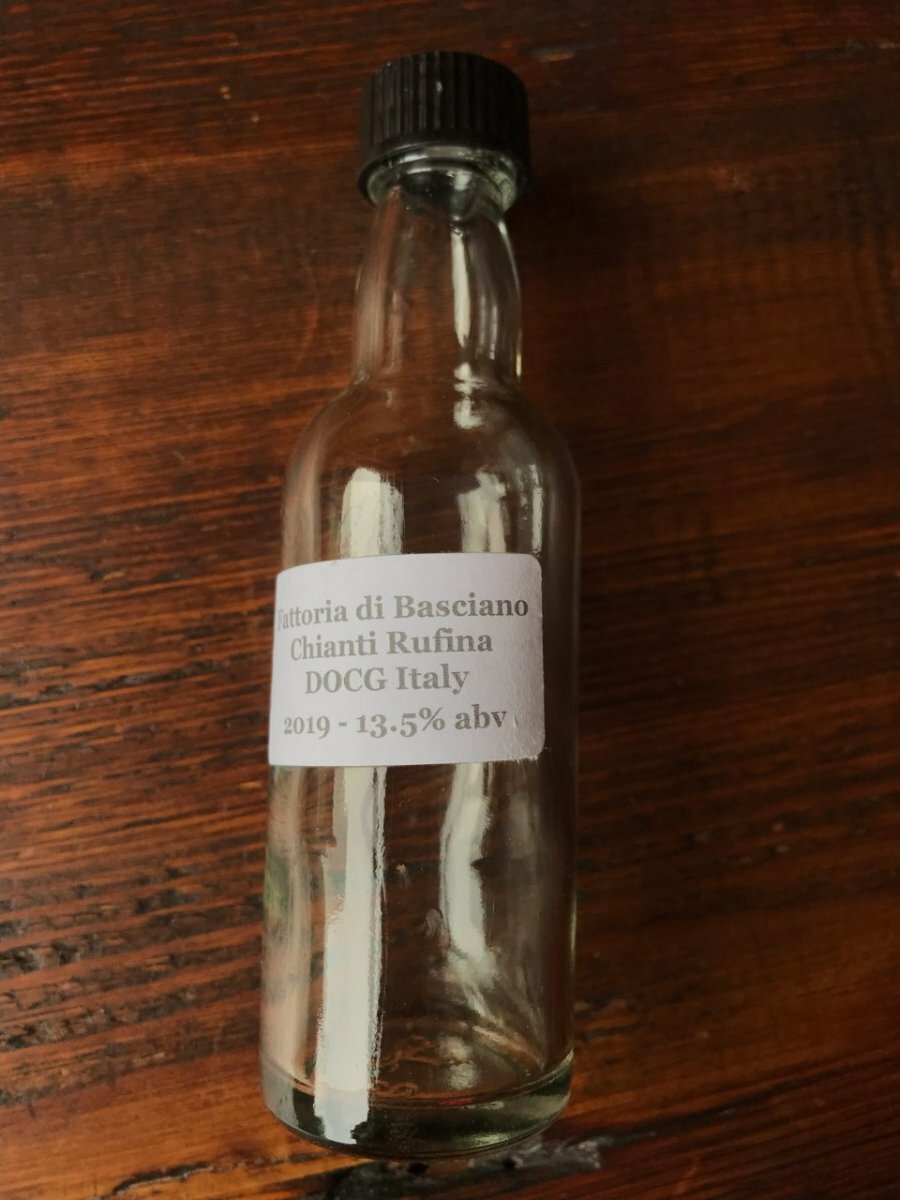 Fattoria di Basciano
Chianti Rufina
DOCG Italy
2019 - 13.5% abv